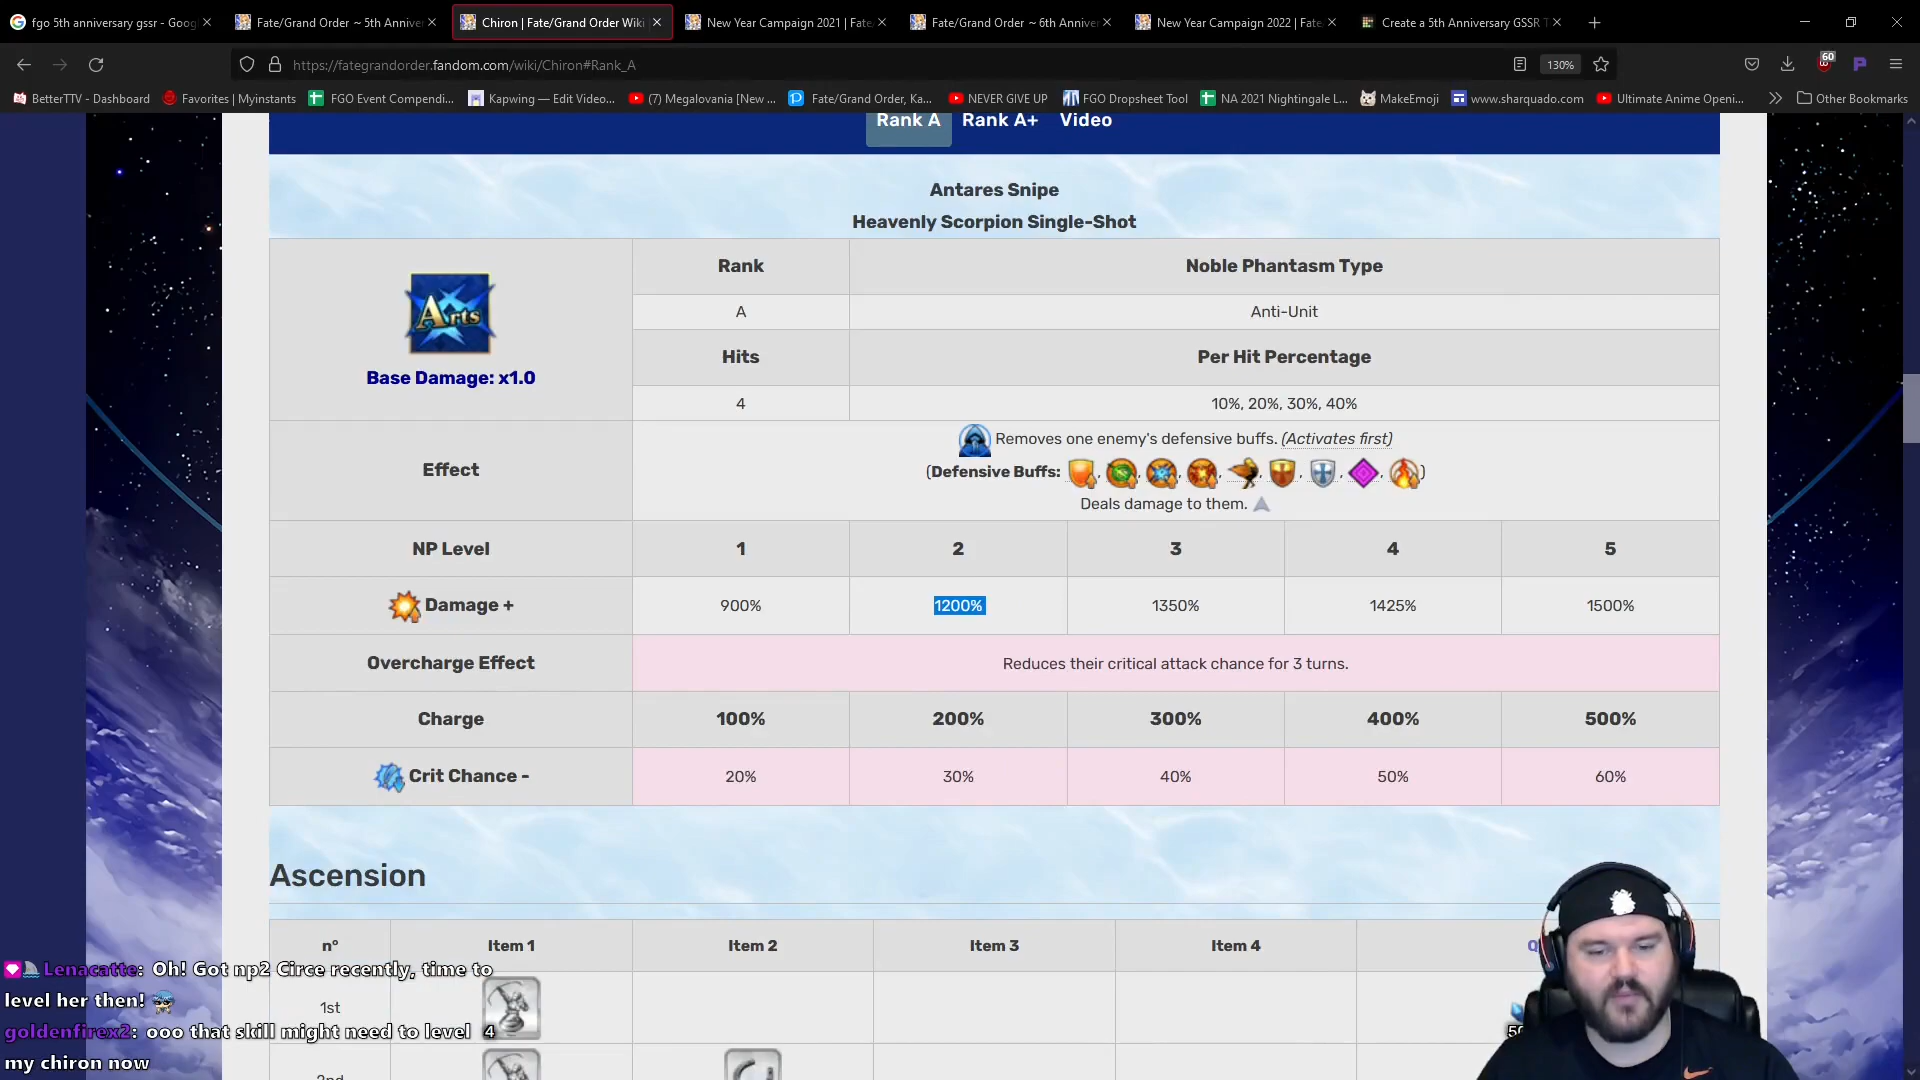 fgo 5th anniversary gssr - Goog
Fate/Grand Order ~ 5th Annive
Chiron | Fate/Grand Order Wiki
New Year Campaign 2021 | Fate
Fate/Grand Order ~ 6th Annive
New Year Campaign 2022 | Fate
Create a 5th Anniversary GSSR T
https://fategrandorder.fandom.com/wiki/Chiron#Rank_A
130%
60
BetterTTV - Dashboard
Favorites | Myinstants
FGO Event Compendi...
Kapwing — Edit Video...
(7) Megalovania [New ...
Fate/Grand Order, Ka...
NEVER GIVE UP
FGO Dropsheet Tool
NA 2021 Nightingale L...
MakeEmoji
www.sharquado.com
Ultimate Anime Openi...
Other Bookmarks
Rank A Rank A+ Video
Antares Snipe
Heavenly Scorpion Single-Shot
Arts
Base Damage: x1.0
Rank Noble Phantasm Type
A Anti-Unit
Hits Per Hit Percentage
4 10%, 20%, 30%, 40%
Effect
Removes one enemy's defensive buffs. (Activates first)
(Defensive Buffs: , , , , , , , , )
Deals damage to them.
NP Level 1 2 3 4 5
Damage + 900% 1200% 1350% 1425% 1500%
Overcharge Effect Reduces their critical attack chance for 3 turns.
Charge 100% 200% 300% 400% 500%
Crit Chance - 20% 30% 40% 50% 60%
Ascension
n° Item 1 Item 2 Item 3 Item 4
1st
4
2nd
Lenacatte: Oh! Got np2 Circe recently, time to
level her then!
goldenfirex2: ooo that skill might need to level
my chiron now